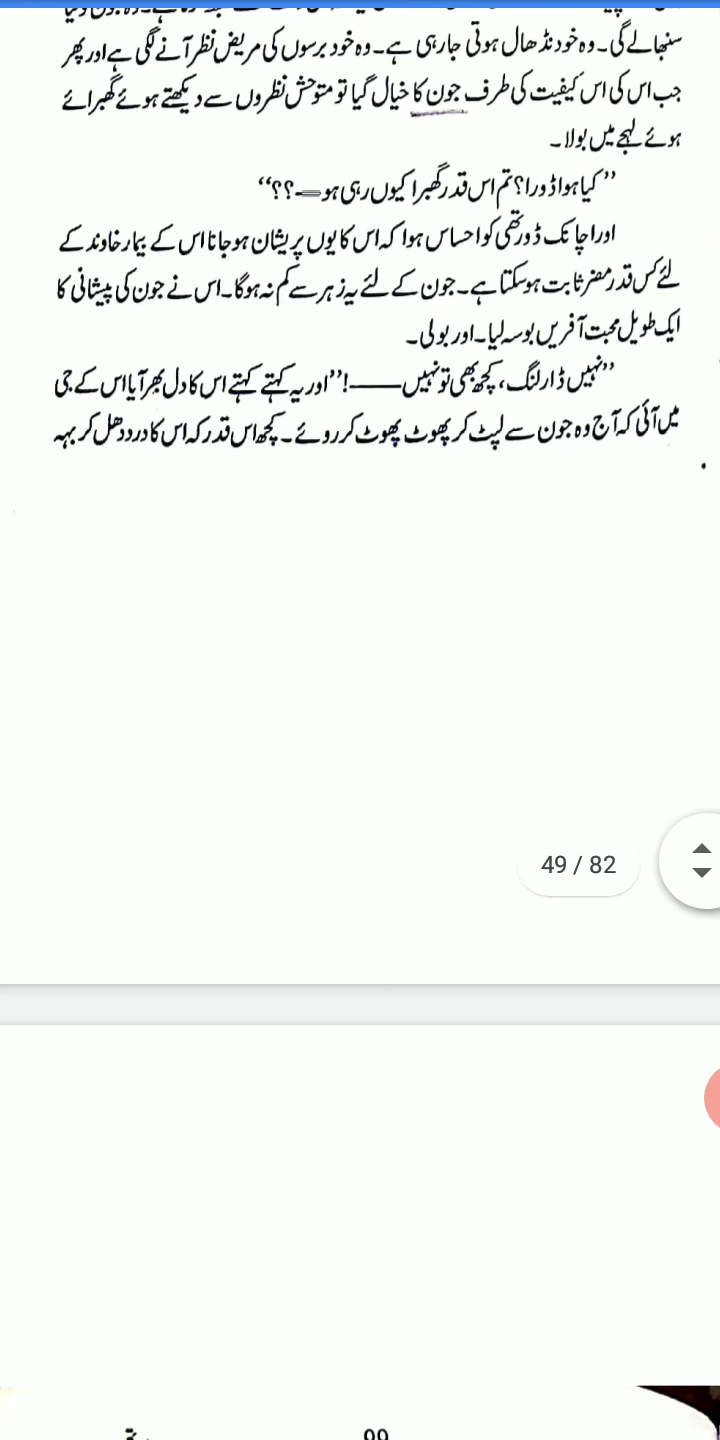 سنبھالے گی۔ وہ خود نڈھال ہوتی جا رہی ہے۔ وہ خود برسوں کی مریض نظر آنے لگی ہے اور پھر
جب اس کی اس کیفیت کی طرف جون کا خیال گیا تو متوحش نظروں سے دیکھتے ہوئے گھبرائے
ہوئے لہجے میں بولا۔
’’کیا ہوا ڈورا؟ تم اس قدر گھبرا کیوں رہی ہو—-؟؟‘‘
اور اچانک ڈورتھی کو احساس ہوا کہ اس کا یوں پریشان ہو جانا اس کے بیمار خاوند کے
لئے کس قدر مضر ثابت ہو سکتا ہے۔ جون کے لئے یہ زہر سے کم نہ ہوگا۔ اس نے جون کی پیشانی کا
ایک طویل محبت آفریں بوسہ لیا۔ اور بولی۔
’’نہیں ڈارلنگ، کچھ بھی تو نہیں——!‘‘ اور یہ کہتے کہتے اس کا دل بھر آیا اس کے جی
میں آئی کہ آج وہ جون سے لپٹ کر پھوٹ پھوٹ کر روئے۔ کچھ اس قدر کہ اس کا درد دھل کر بہہ
49 / 82